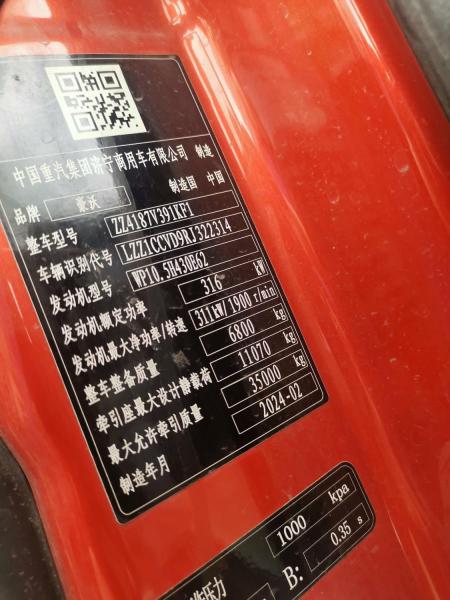 中国重汽集团济宁商用车有限公司 制造
品牌 豪沃 制造国 中国
整车型号 ZZ4187V391KF1
车辆识别代号 LZZ1CCVD9RJ322314
发动机型号 WP10.5H430E62
发动机额定功率 316 kW
发动机最大净功率/转速 311kW/1900 r/min
整车整备质量 6800 kg
牵引座最大设计静载荷 11070 kg
最大允许牵引质量 35000 kg
制造年月 2024-02
1000 kpa
压力 B: 0.35 s